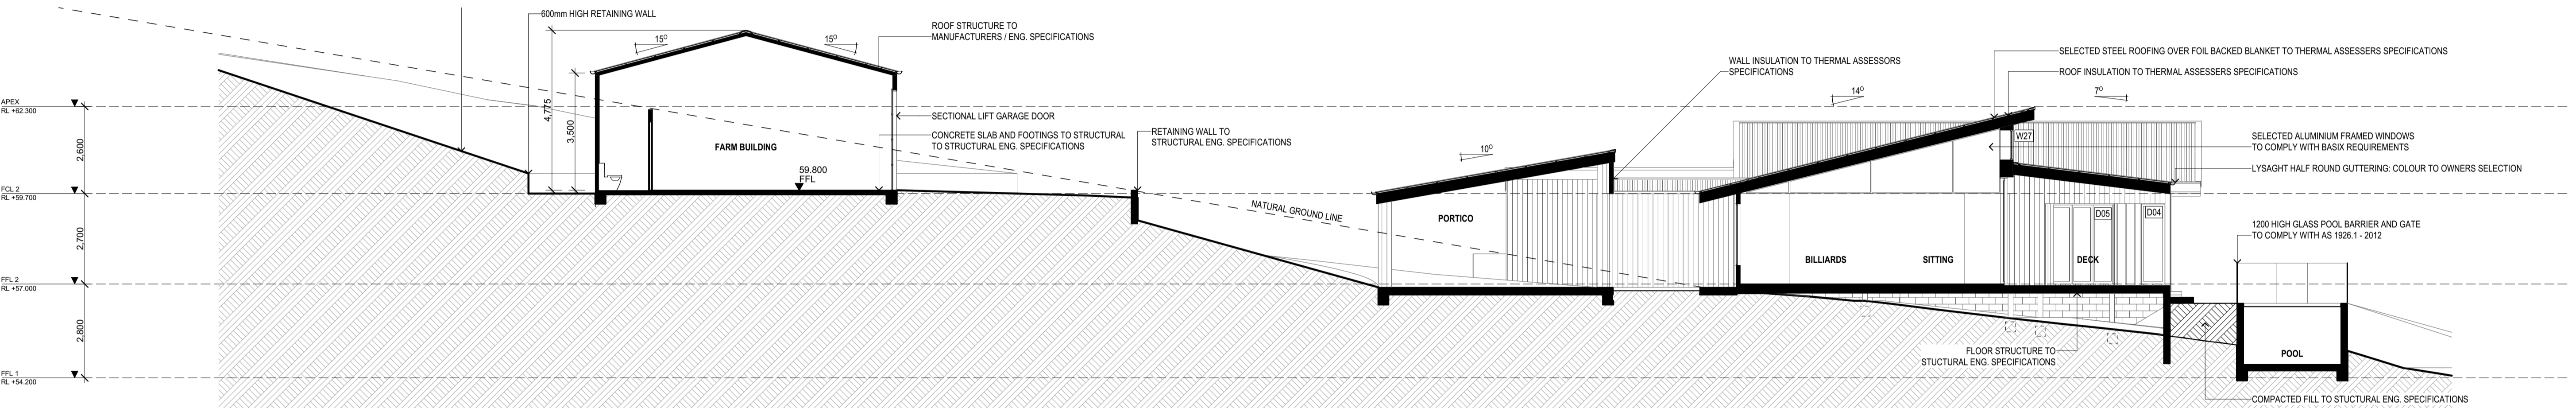 600mm HIGH RETAINING WALL
ROOF STRUCTURE TO
MANUFACTURERS / ENG. SPECIFICATIONS
15O
15O
4,775
3,500
SECTIONAL LIFT GARAGE DOOR
CONCRETE SLAB AND FOOTINGS TO STRUCTURAL
TO STRUCTURAL ENG. SPECIFICATIONS
FARM BUILDING
59.800
FFL
RETAINING WALL TO
STRUCTURAL ENG. SPECIFICATIONS
NATURAL GROUND LINE
APEX
RL +62.300
2,600
FCL 2
RL +59.700
2,700
FFL 2
RL +57.000
2,800
FFL 1
RL +54.200
10O
PORTICO
WALL INSULATION TO THERMAL ASSESSORS
SPECIFICATIONS
14O
7O
SELECTED STEEL ROOFING OVER FOIL BACKED BLANKET TO THERMAL ASSESSERS SPECIFICATIONS
ROOF INSULATION TO THERMAL ASSESSERS SPECIFICATIONS
W27
SELECTED ALUMINIUM FRAMED WINDOWS
TO COMPLY WITH BASIX REQUIREMENTS
LYSAGHT HALF ROUND GUTTERING: COLOUR TO OWNERS SELECTION
D05
D04
BILLIARDS
SITTING
DECK
1200 HIGH GLASS POOL BARRIER AND GATE
TO COMPLY WITH AS 1926.1 - 2012
FLOOR STRUCTURE TO
STUCTURAL ENG. SPECIFICATIONS
POOL
COMPACTED FILL TO STUCTURAL ENG. SPECIFICATIONS